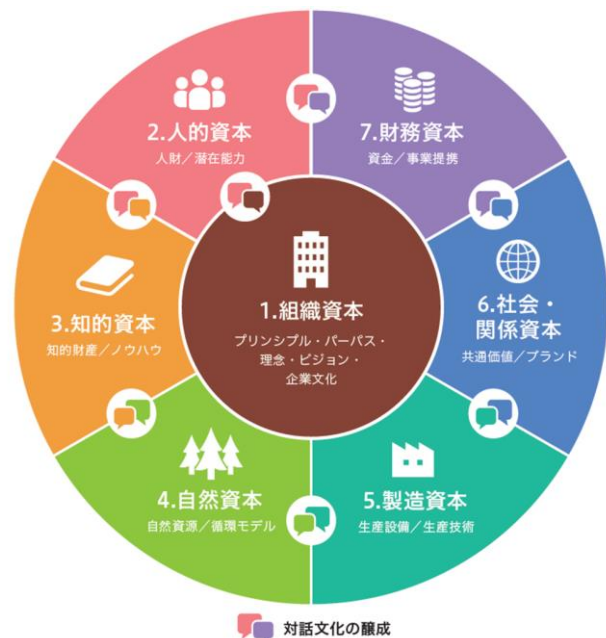 2.人的資本
人財／潜在能力
7.財務資本
資金／事業提携
3.知的資本
知的財産／ノウハウ
1.組織資本
プリンシプル・パーパス・
理念・ビジョン・
企業文化
6.社会・
関係資本
共通価値／ブランド
4.自然資本
自然資源／循環モデル
5.製造資本
生産設備／生産技術
対話文化の醸成